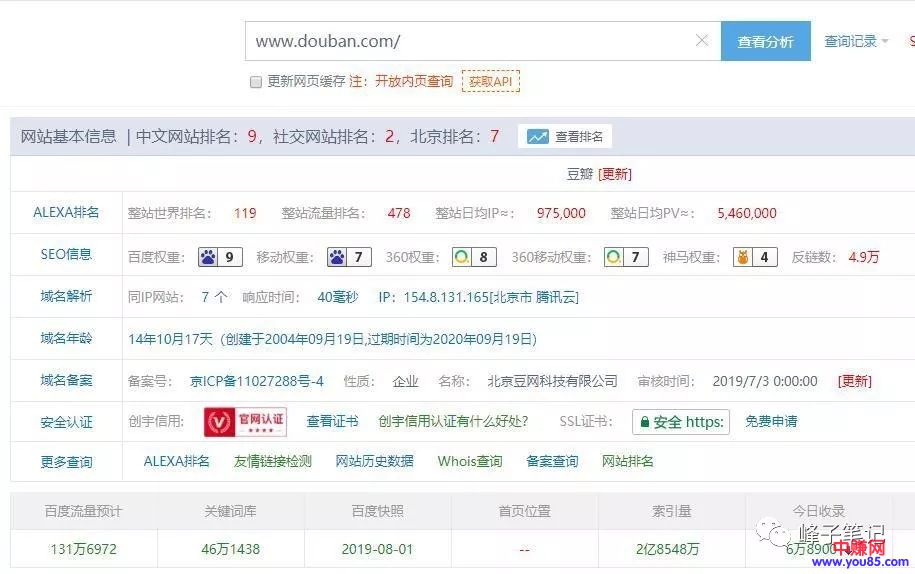 www.douban.com/ 查看分析 查询记录 S
更新网页缓存 注：开放内页查询 获取API
网站基本信息 | 中文网站排名：9，社交网站排名：2，北京排名：7 查看排名
豆瓣 [更新]
ALEXA排名 整站世界排名： 119 整站流量排名： 478 整站日均IP≈： 975,000 整站日均PV≈： 5,460,000
SEO信息 百度权重： 9 移动权重： 7 360权重： 8 360移动权重： 7 神马权重： 4 反链数： 4.9万
域名解析 同IP网站： 7 个 响应时间： 40毫秒 IP：154.8.131.165[北京市 腾讯云]
域名年龄 14年10月17天（创建于2004年09月19日,过期时间为2020年09月19日）
域名备案 备案号： 京ICP备11027288号-4 性质： 企业 名称： 北京豆网科技有限公司 审核时间： 2019/7/3 0:00:00 [更新]
安全认证 创宇信用： 官网认证 查看证书 创宇信用认证有什么好处? SSL证书： 安全 https: 免费申请
更多查询 ALEXA排名 友情链接检测 网站历史数据 Whois查询 备案查询 网站排名
百度流量预计 关键词库 百度快照 首页位置 索引量 今日收录
131万6972 46万1438 2019-08-01 -- 2亿8548万 6万8900
峰子笔记
中赚网
www.you85.com